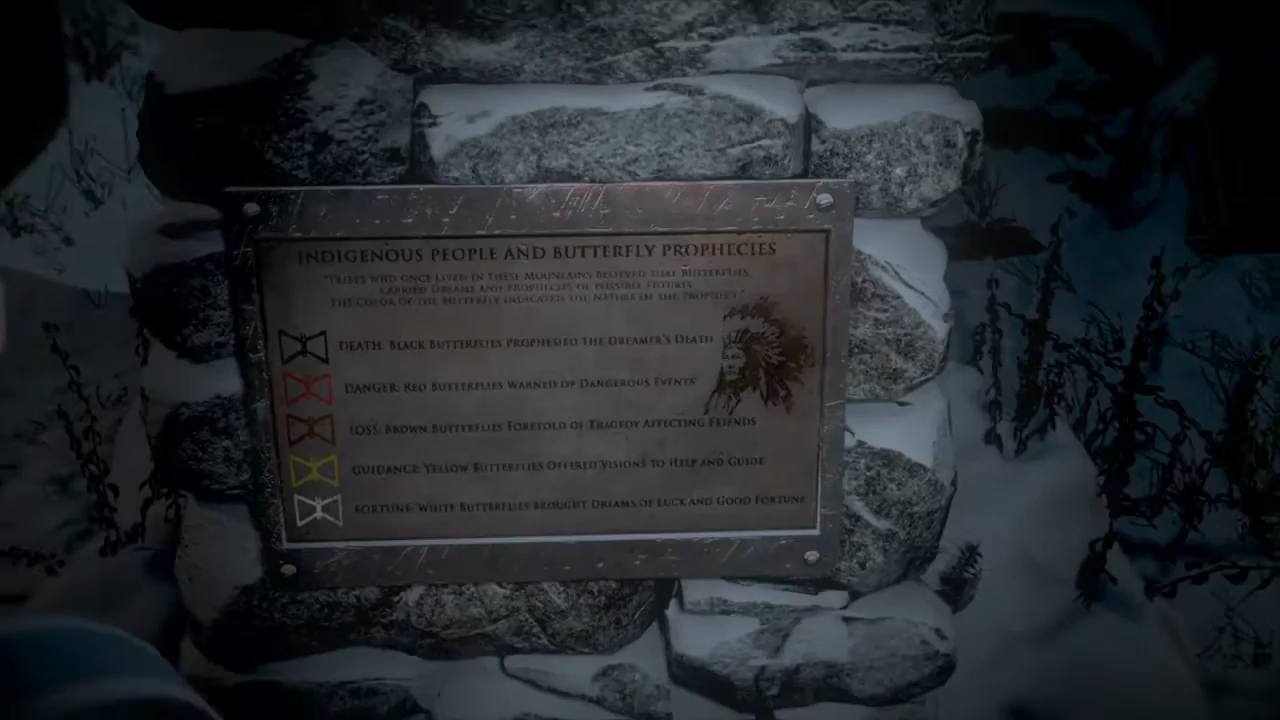 INDIGENOUS PEOPLE AND BUTTERFLY PROPHECIES
"TRIBES WHO ONCE LIVED IN THESE MOUNTAINS BELIEVED THAT BUTTERFLIES
CARRIED DREAMS AND PROPHECIES OF POSSIBLE FUTURES.
THE COLOR OF THE BUTTERFLY INDICATED THE NATURE OF THE PROPHECY."
DEATH: BLACK BUTTERFLIES PROPHESIED THE DREAMER'S DEATH
DANGER: RED BUTTERFLIES WARNED OF DANGEROUS EVENTS
LOSS: BROWN BUTTERFLIES FORETOLD OF TRAGEDY AFFECTING FRIENDS
GUIDANCE: YELLOW BUTTERFLIES OFFERED VISIONS TO HELP AND GUIDE
FORTUNE: WHITE BUTTERFLIES BROUGHT DREAMS OF LUCK AND GOOD FORTUNE